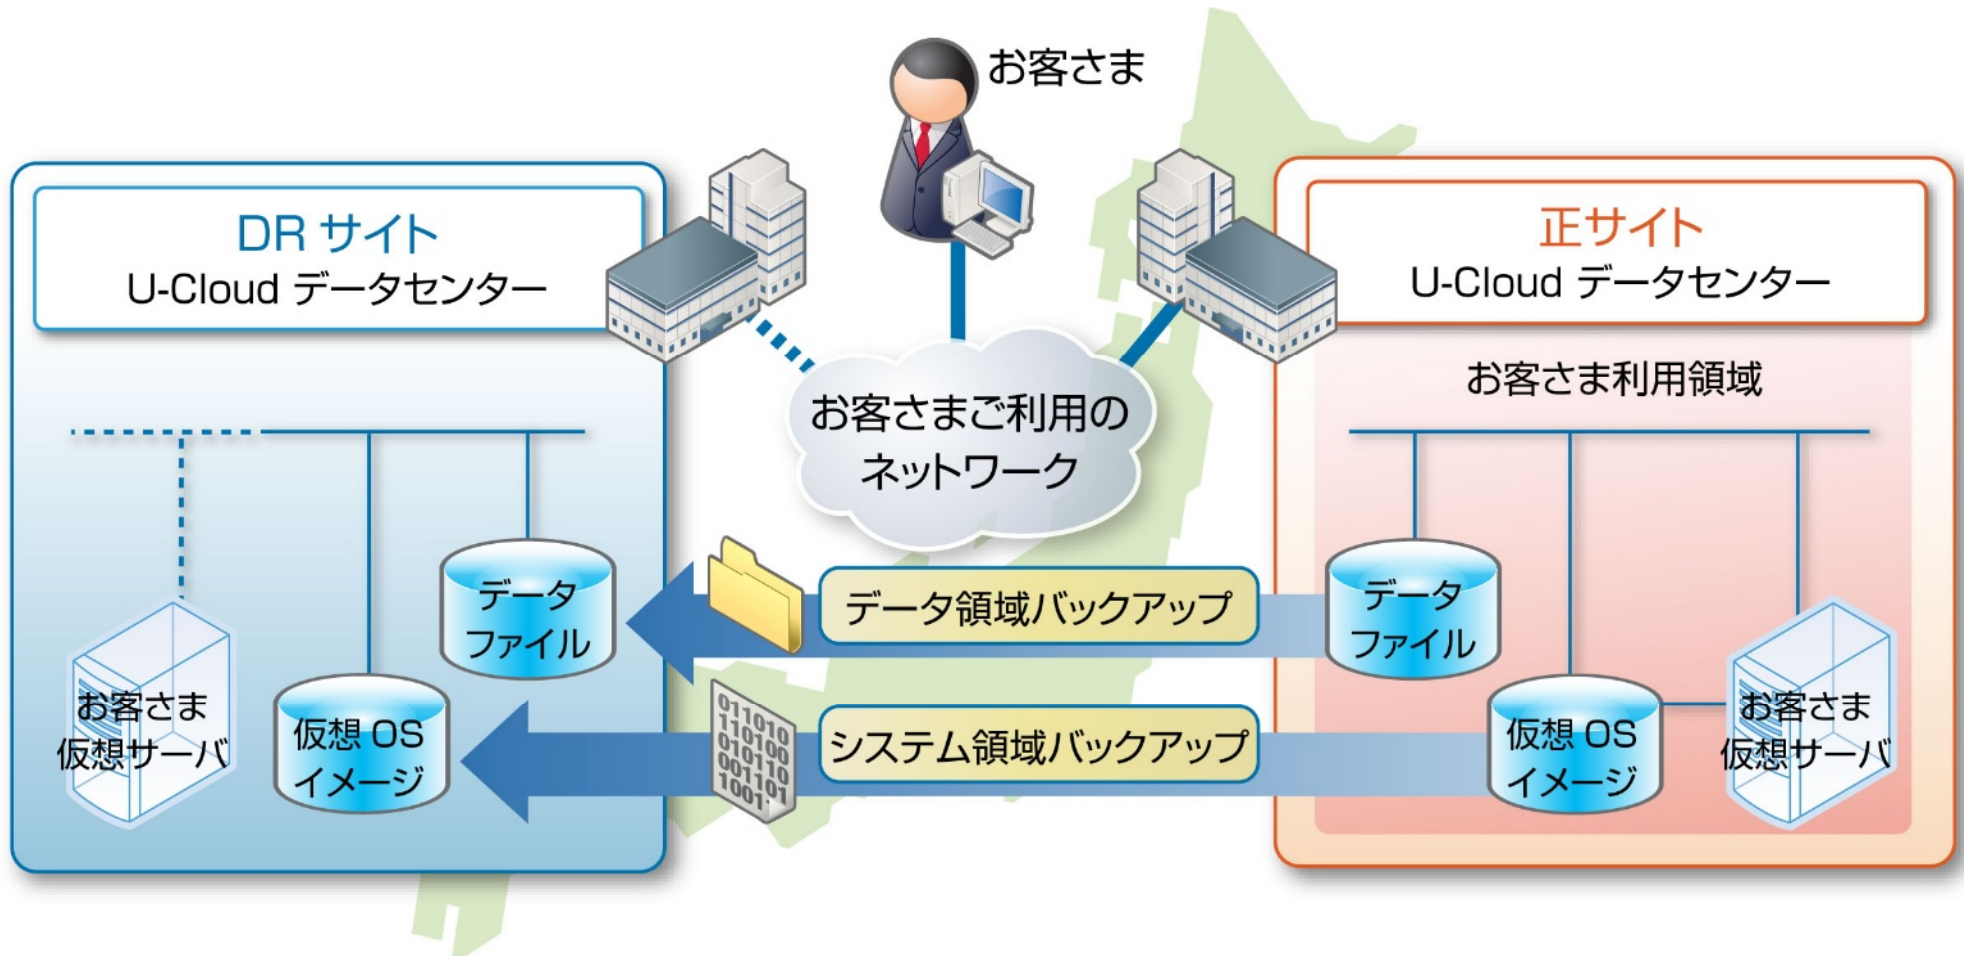 お客さま
DR サイト
U-Cloud データセンター
正サイト
U-Cloud データセンター
お客さま利用領域
お客さまご利用の
ネットワーク
データ
ファイル
データ領域バックアップ
データ
ファイル
お客さま
仮想サーバ
仮想 OS
イメージ
011010
110100
010110
001101
1001
システム領域バックアップ
仮想 OS
イメージ
お客さま
仮想サーバ